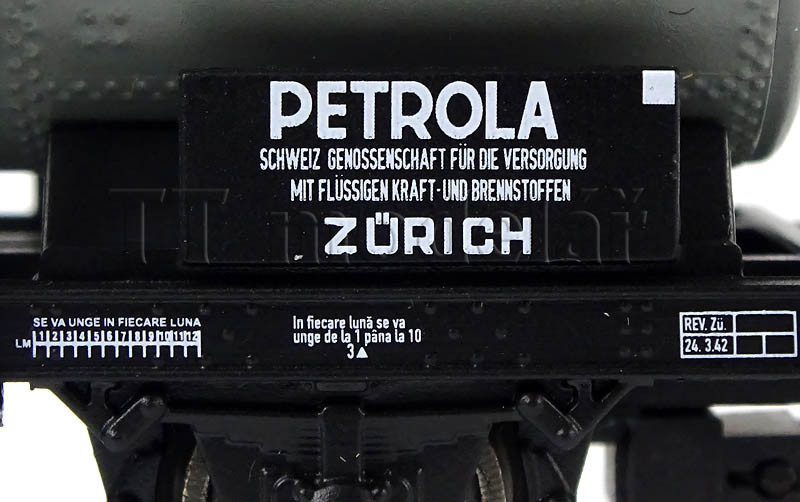 PETROLA
SCHWEIZ GENOSSENSCHAFT FÜR DIE VERSORGUNG
MIT FLÜSSIGEN KRAFT-UND BRENNSTOFFEN
ZÜRICH
TT modelář
SE VA UNGE IN FIECARE LUNA
LM 1 2 3 4 5 6 7 8 9 10 11 12
In fiecare lună se va
unge de la 1 pâna la 10
3▲
REV. Zü.
24.3.42